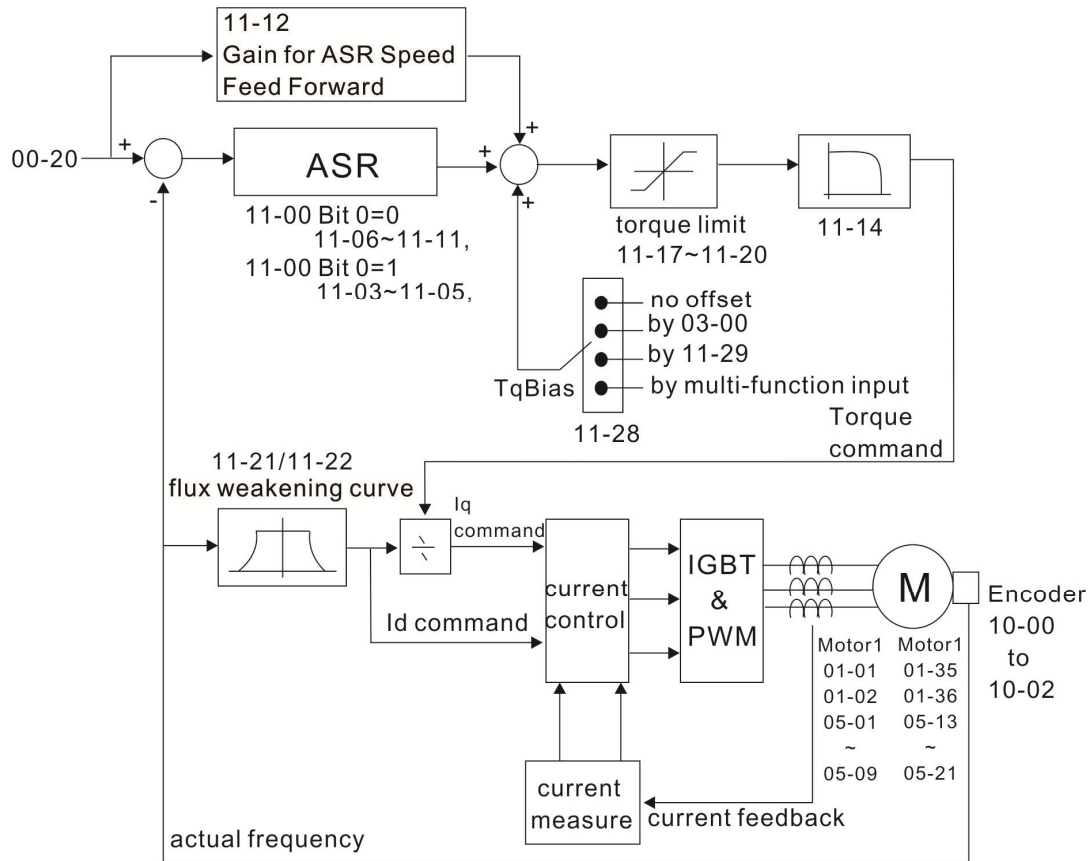 11-12
Gain for ASR Speed
Feed Forward
+
00-20
+
-
ASR
+
+
+
11-00 Bit 0=0
11-06~11-11,
11-00 Bit 0=1
11-03~11-05,
torque limit
11-17~11-20
11-14
no offset
by 03-00
by 11-29
by multi-function input
TqBias
11-28
Torque
command
11-21/11-22
flux weakening curve
Iq
command
Id command
current
control
IGBT
&
PWM
M
Encoder
10-00
to
10-02
Motor1
01-01
01-02
05-01
~
05-09
Motor1
01-35
01-36
05-13
~
05-21
current
measure
current feedback
actual frequency